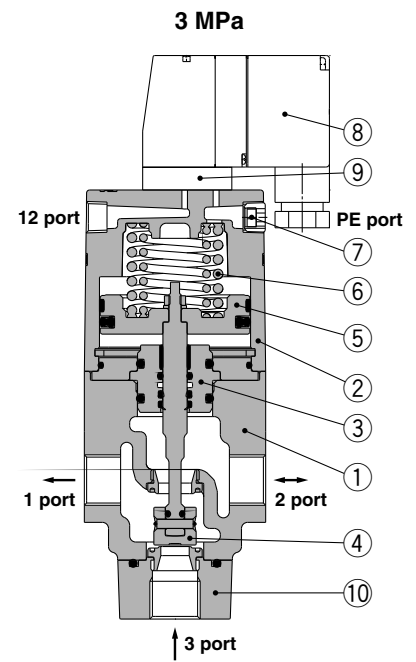 3 MPa
⑧
⑨
12 port
PE port
⑦
⑥
⑤
②
③
①
1 port
2 port
④
⑩
3 port